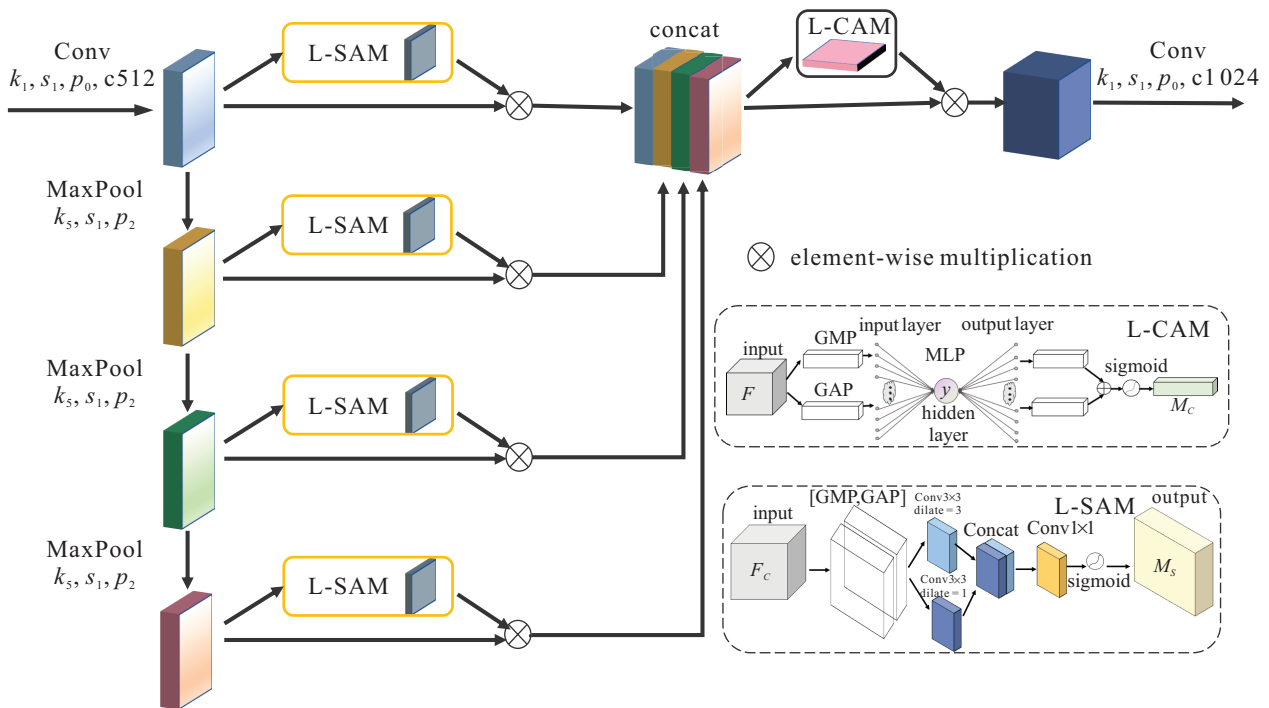 Conv
k₁, s₁, p₀, c512
L-SAM
concat
L-CAM
Conv
k₁, s₁, p₀, c1 024
MaxPool
k₅, s₁, p₂
L-SAM
element-wise multiplication
MaxPool
k₅, s₁, p₂
L-SAM
MaxPool
k₅, s₁, p₂
L-SAM
L-CAM
input
F
GMP
GAP
input layer
MLP
y
hidden
layer
output layer
sigmoid
M_C
L-SAM
input
F_C
[GMP,GAP]
Conv3×3
dilate = 3
Conv3×3
dilate = 1
Concat
Conv1×1
sigmoid
output
M_S